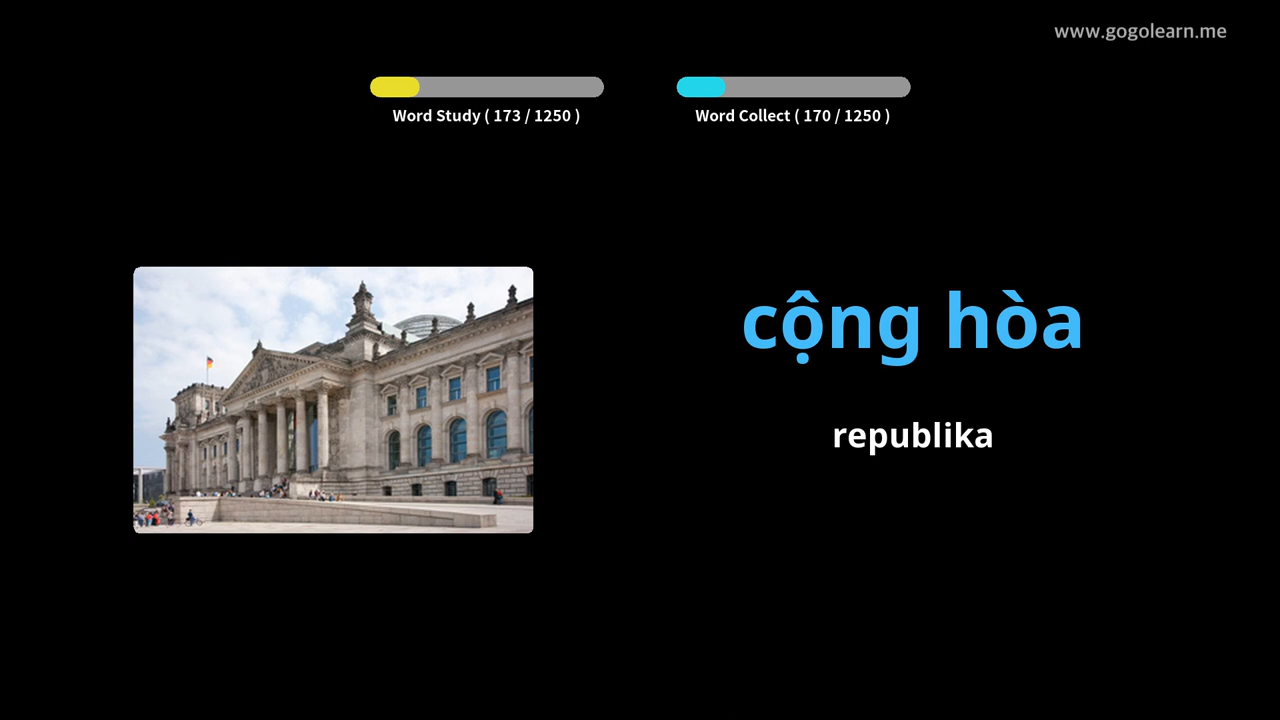 www.gogolearn.me
Word Study ( 173 / 1250 )
Word Collect ( 170 / 1250 )
cộng hòa
republika